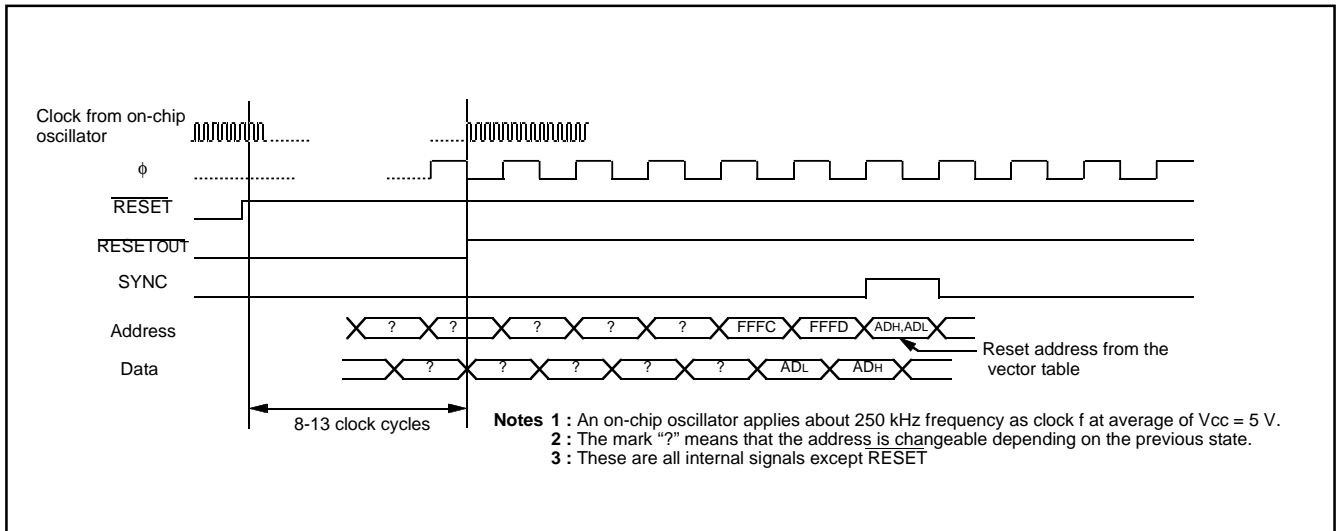 Clock from on-chip
oscillator
ϕ
RESET
RESETOUT
SYNC
Address
? ? ? ? ? FFFC FFFD ADH,ADL
Reset address from the
vector table
Data
? ? ? ? ? ADL ADH
8-13 clock cycles
Notes 1 : An on-chip oscillator applies about 250 kHz frequency as clock f at average of Vcc = 5 V.
2 : The mark “?” means that the address is changeable depending on the previous state.
3 : These are all internal signals except RESET